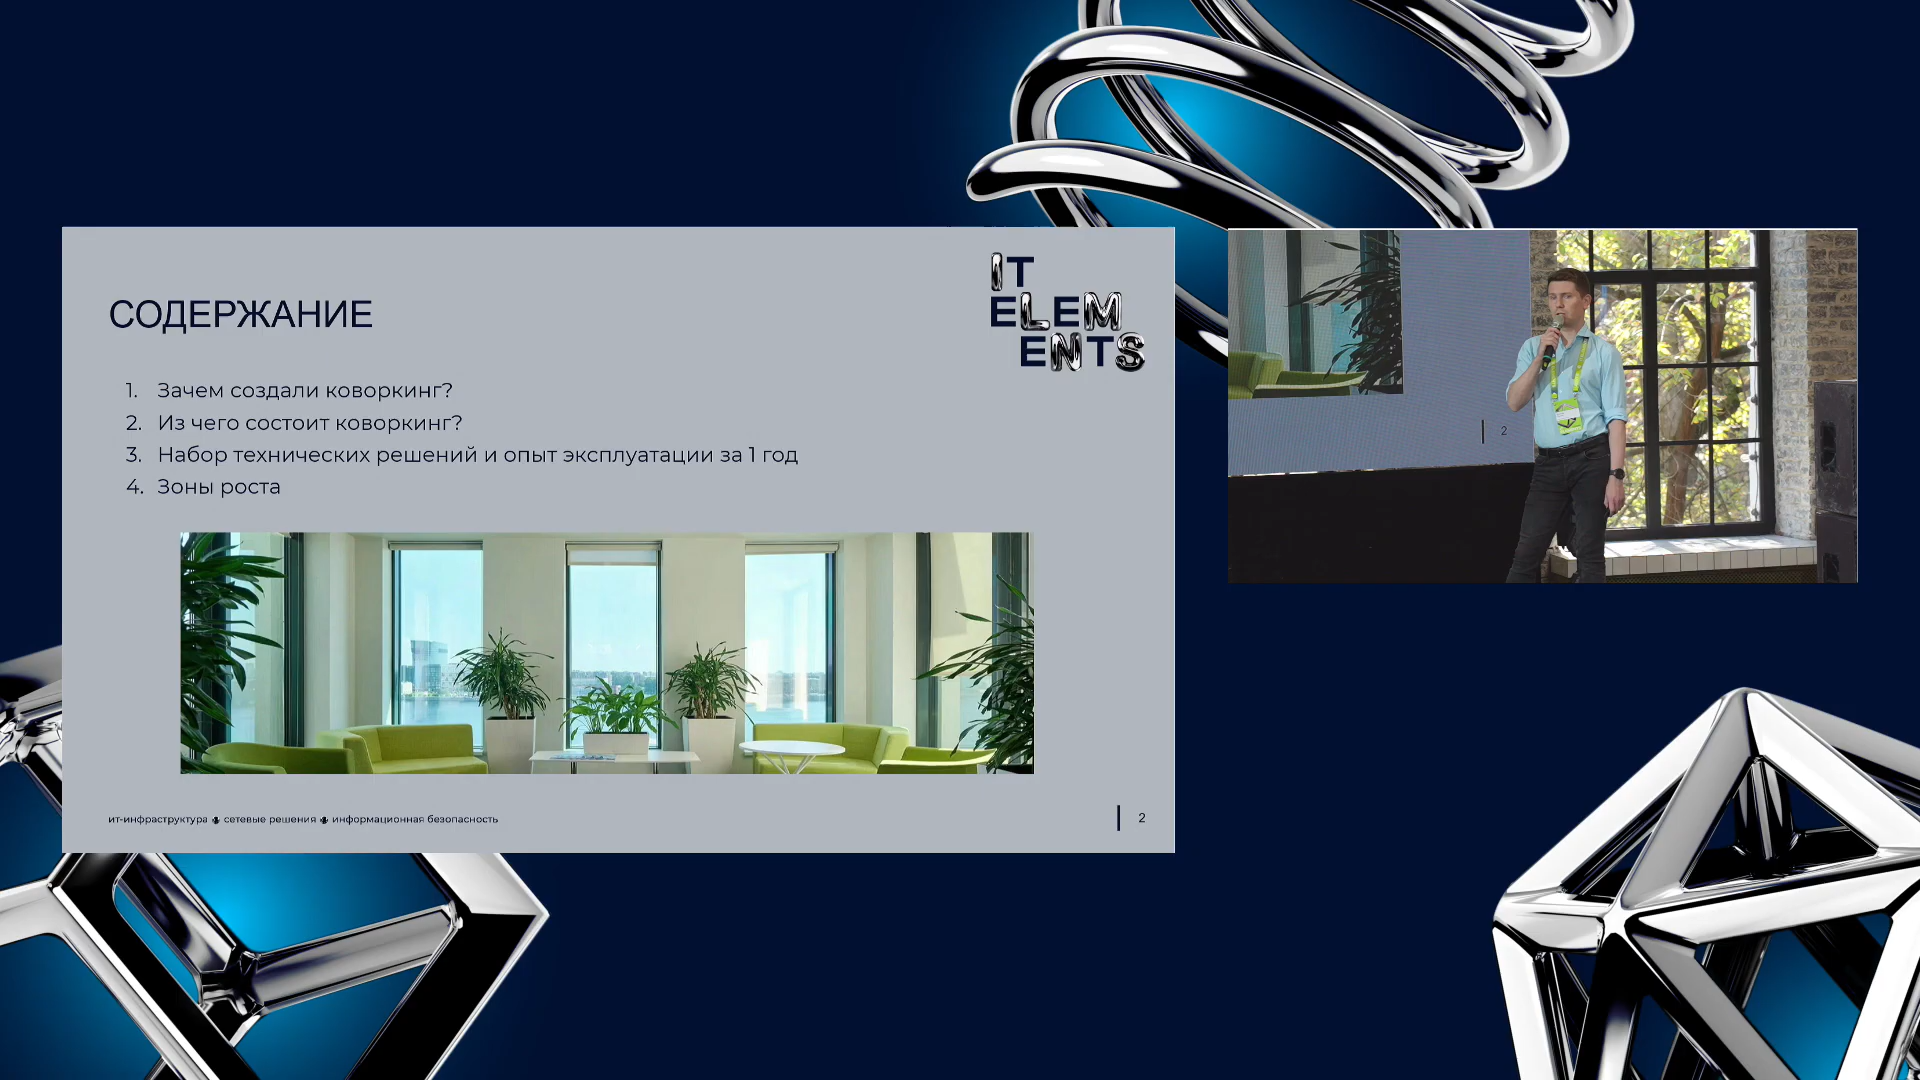 СОДЕРЖАНИЕ
IT
ELEM
ENTS
1. Зачем создали коворкинг?
2. Из чего состоит коворкинг?
3. Набор технических решений и опыт эксплуатации за 1 год
4. Зоны роста
ит-инфраструктура сетевые решения информационная безопасность
2
2